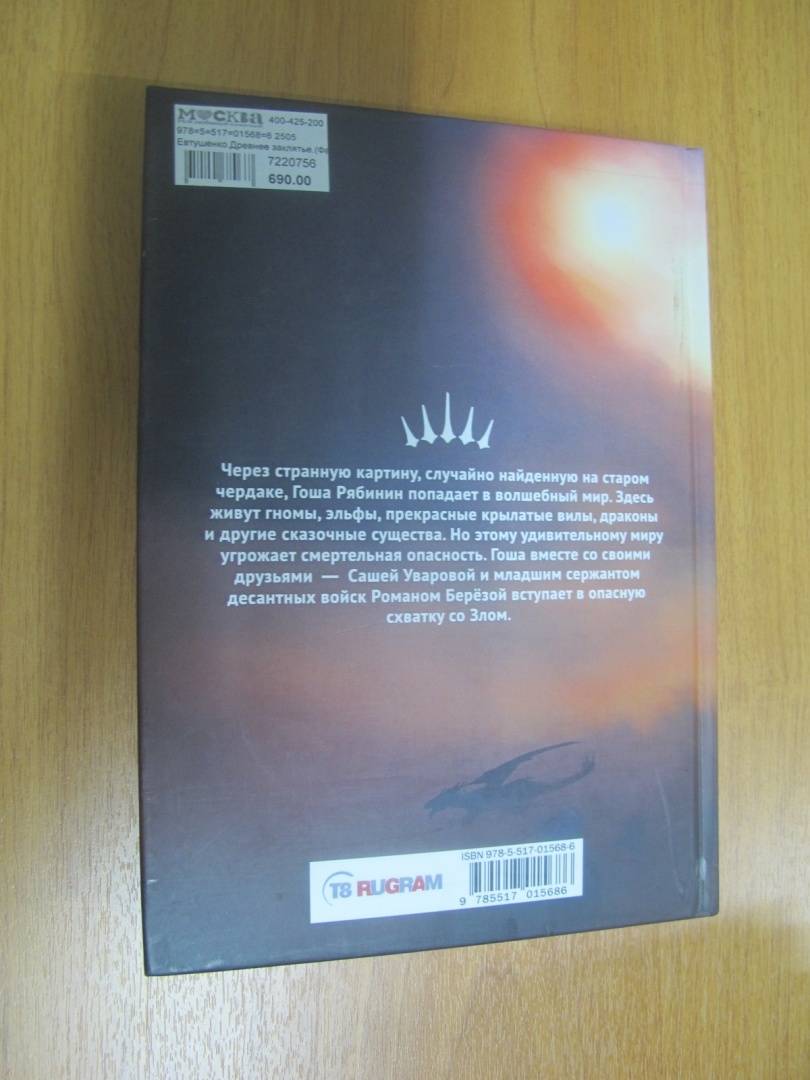 МОСКВА 400-425-200
978=5=517=01568=6 2505
Евтушенко.Древнее заклятье.(Фе
7220756
690.00
Через странную картину, случайно найденную на старом
чердаке, Гоша Рябинин попадает в волшебный мир. Здесь
живут гномы, эльфы, прекрасные крылатые вилы, драконы
и другие сказочные существа. Но этому удивительному миру
угрожает смертельная опасность. Гоша вместе со своими
друзьями — Сашей Уваровой и младшим сержантом
десантных войск Романом Берёзой вступает в опасную
схватку со Злом.
ISBN 978-5-517-01568-6
T8 RUGRAM
9 785517 015686